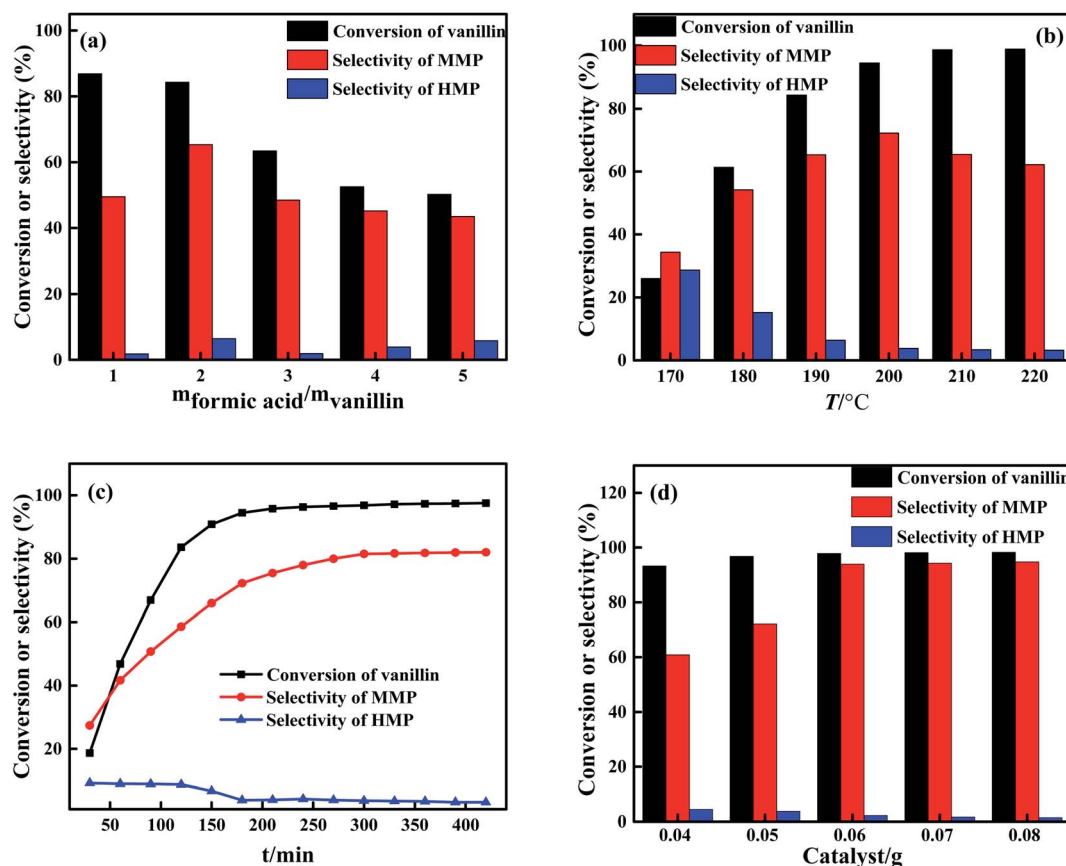 (a)
Conversion of vanillin
Selectivity of MMP
Selectivity of HMP
Conversion or selectivity (%)
100
80
60
40
20
0
1 2 3 4 5
mformic acid/mvanillin
(b)
Conversion of vanillin
Selectivity of MMP
Selectivity of HMP
Conversion or selectivity (%)
100
80
60
40
20
0
170 180 190 200 210 220
T/°C
(c)
Conversion or selectivity (%)
100
80
60
40
20
Conversion of vanillin
Selectivity of MMP
Selectivity of HMP
50 100 150 200 250 300 350 400
t/min
(d)
Conversion of vanillin
Selectivity of MMP
Selectivity of HMP
Conversion or selectivity (%)
120
100
80
60
40
20
0
0.04 0.05 0.06 0.07 0.08
Catalyst/g